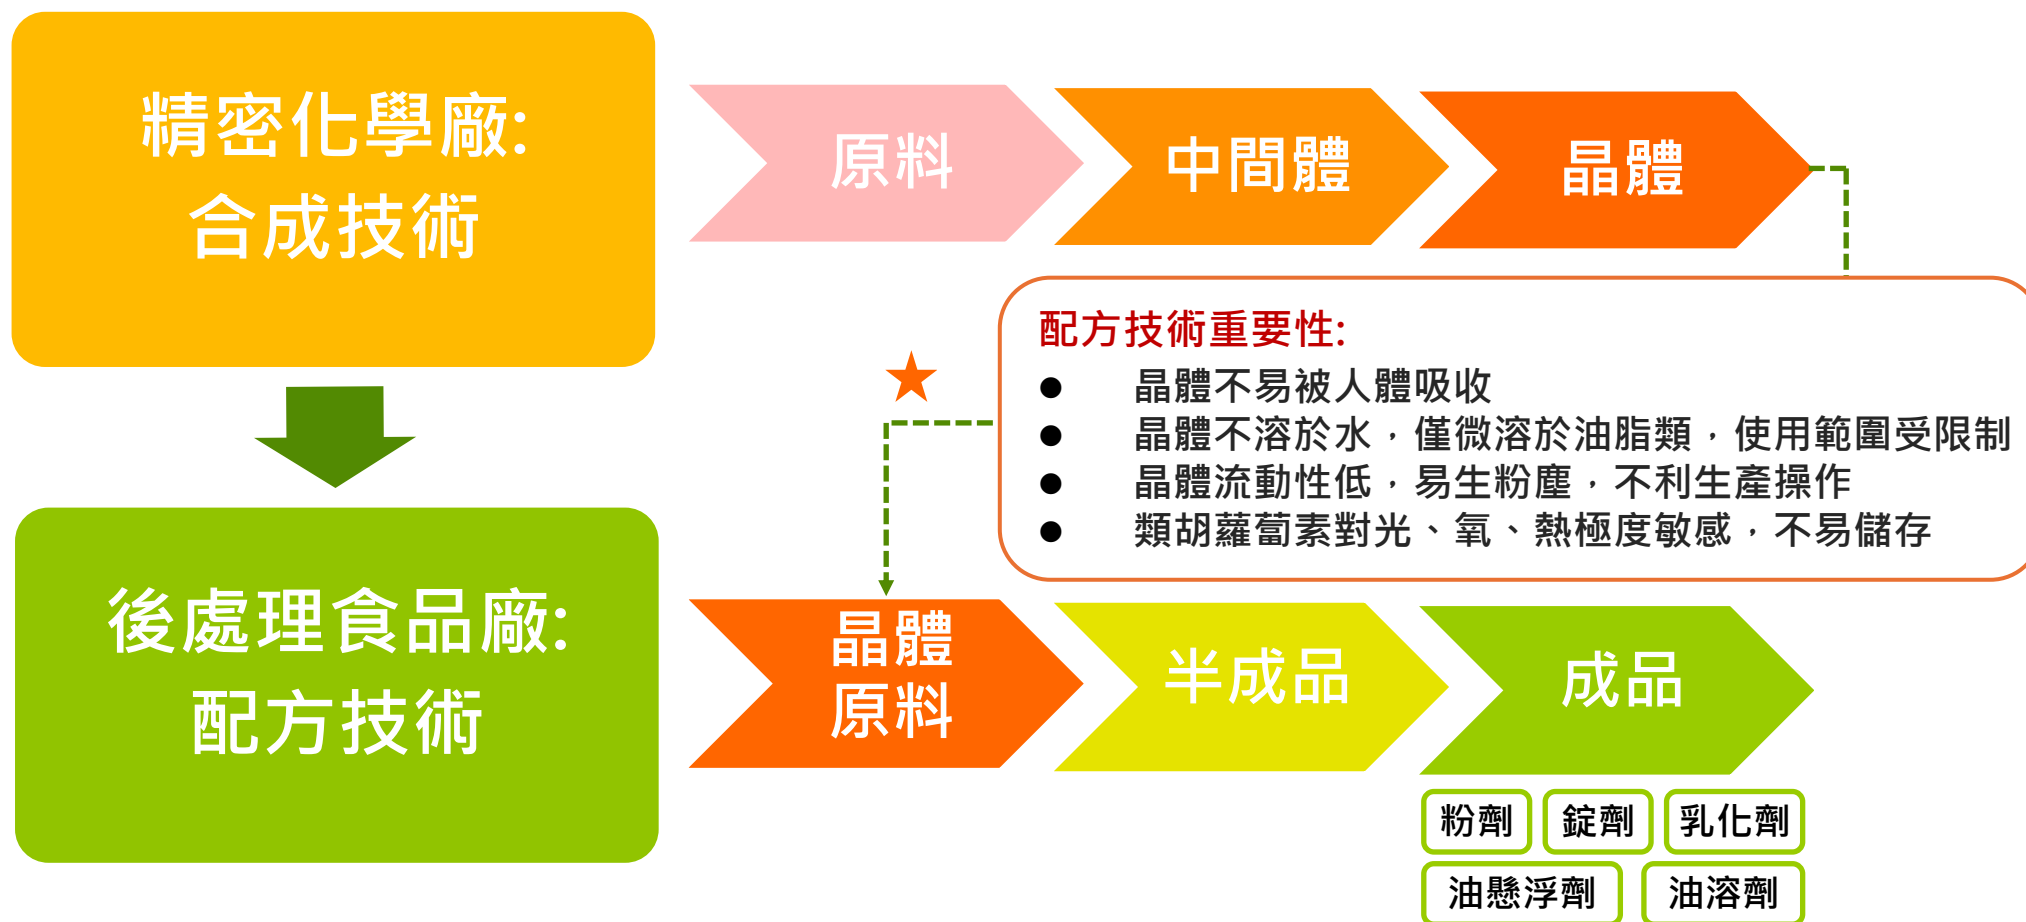 精密化學廠:
合成技術
原料
中間體
晶體
配方技術重要性:
● 晶體不易被人體吸收
● 晶體不溶於水，僅微溶於油脂類，使用範圍受限制
● 晶體流動性低，易生粉塵，不利生產操作
● 類胡蘿蔔素對光、氧、熱極度敏感，不易儲存
後處理食品廠:
配方技術
晶體
原料
半成品
成品
粉劑
錠劑
乳化劑
油懸浮劑
油溶劑